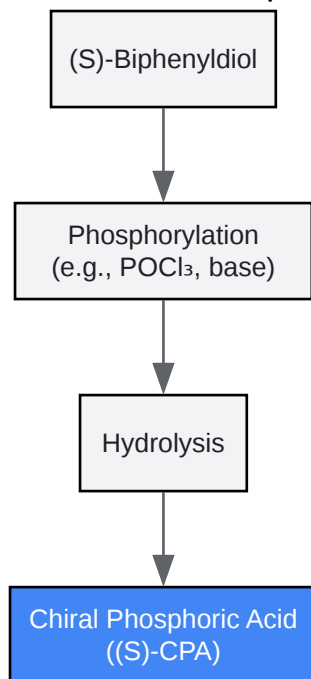 (S)-Biphenyldiol
Phosphorylation
(e.g., POCl₃, base)
Hydrolysis
Chiral Phosphoric Acid
((S)-CPA)